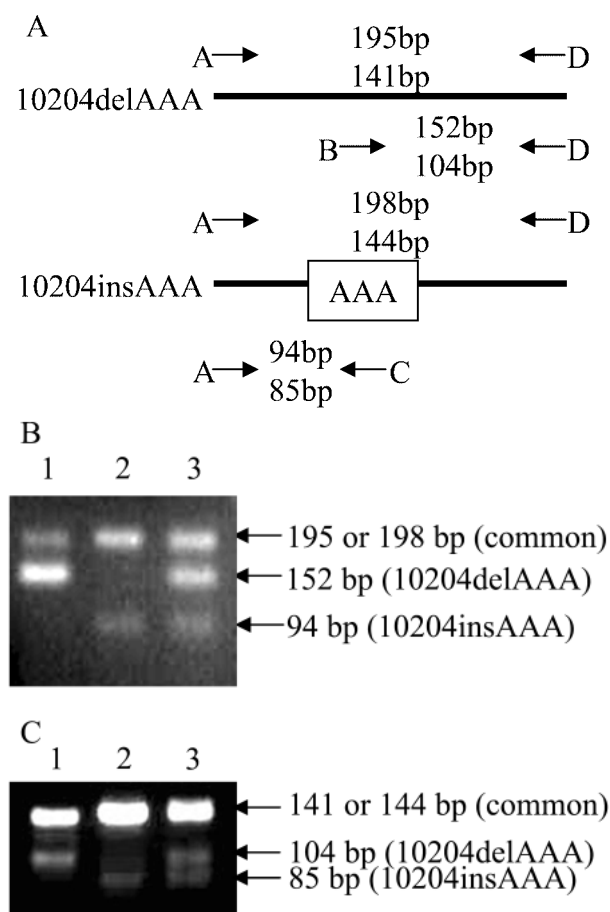 A
195bp
A D
141bp
10204delAAA
152bp
B D
104bp
198bp
A D
144bp
10204insAAA AAA
94bp
A C
85bp
B
1 2 3
195 or 198 bp (common)
152 bp (10204delAAA)
94 bp (10204insAAA)
C
1 2 3
141 or 144 bp (common)
104 bp (10204delAAA)
85 bp (10204insAAA)